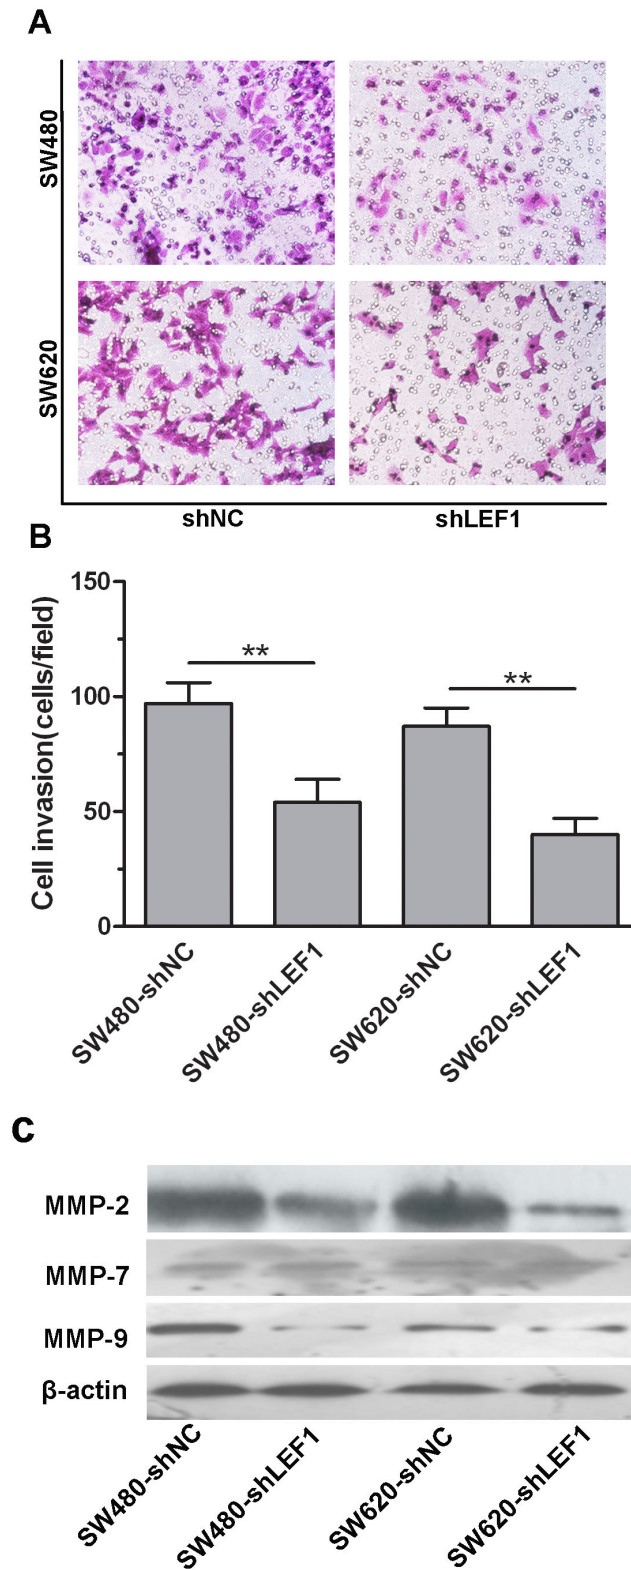 A
SW480
SW620
shNC shLEF1
B
Cell invasion(cells/field)
150
100
50
0
**
**
SW480-shNC
SW480-shLEF1
SW620-shNC
SW620-shLEF1
C
MMP-2
MMP-7
MMP-9
β-actin
SW480-shNC
SW480-shLEF1
SW620-shNC
SW620-shLEF1